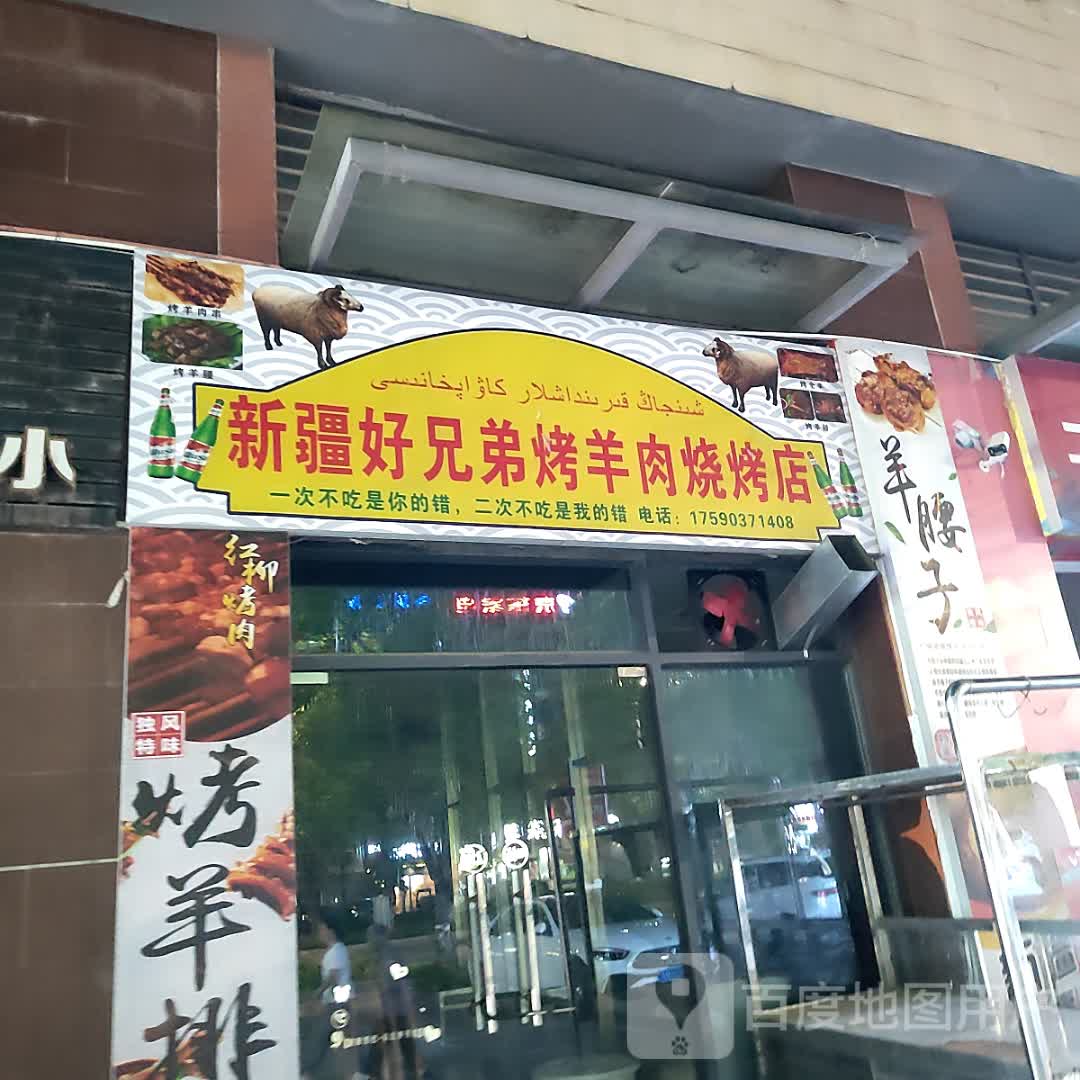 烤羊肉串
烤羊腿
شىنجاڭ قىرىنداشلار كاۋاپخانىسى
新疆好兄弟烤羊肉烧烤店
一次不吃是你的错，二次不吃是我的错 电话：17590371408
小
红柳烤肉
独特
风味
烤羊排
羊腰子
百度地图用户